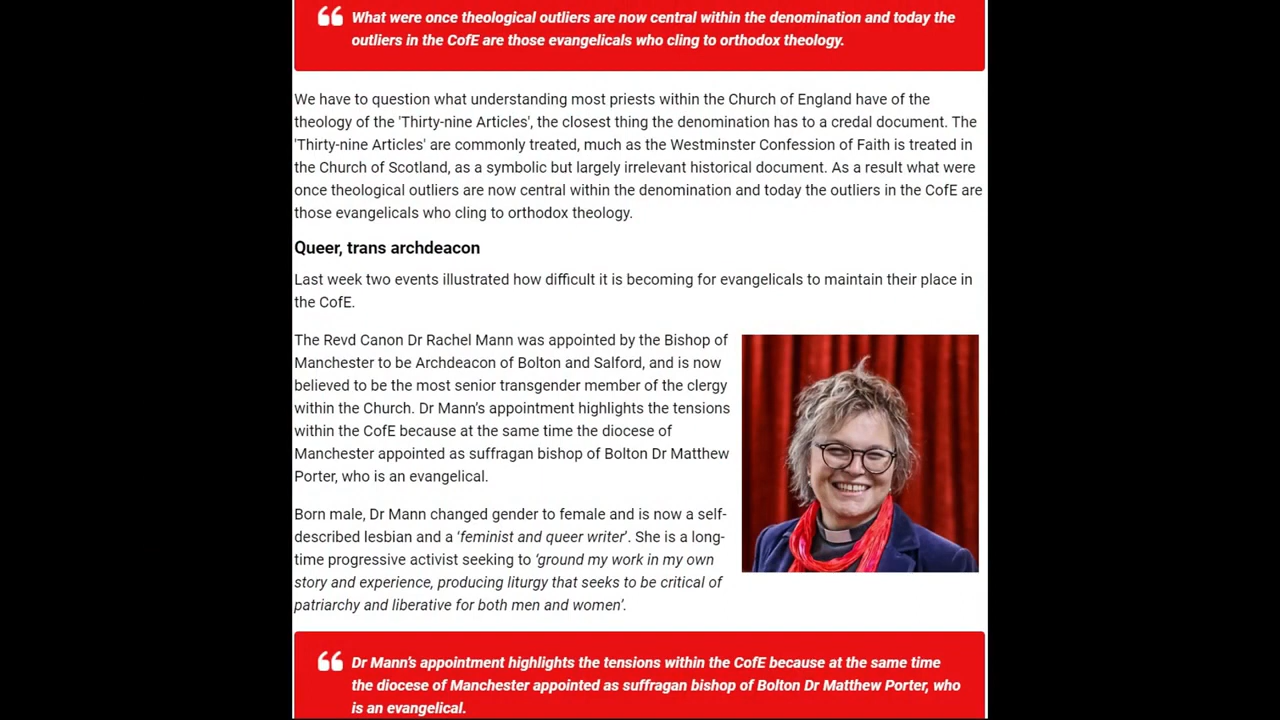 What were once theological outliers are now central within the denomination and today the
outliers in the CofE are those evangelicals who cling to orthodox theology.
We have to question what understanding most priests within the Church of England have of the
theology of the 'Thirty-nine Articles', the closest thing the denomination has to a credal document. The
'Thirty-nine Articles' are commonly treated, much as the Westminster Confession of Faith is treated in
the Church of Scotland, as a symbolic but largely irrelevant historical document. As a result what were
once theological outliers are now central within the denomination and today the outliers in the CofE are
those evangelicals who cling to orthodox theology.
Queer, trans archdeacon
Last week two events illustrated how difficult it is becoming for evangelicals to maintain their place in
the CofE.
The Revd Canon Dr Rachel Mann was appointed by the Bishop of
Manchester to be Archdeacon of Bolton and Salford, and is now
believed to be the most senior transgender member of the clergy
within the Church. Dr Mann’s appointment highlights the tensions
within the CofE because at the same time the diocese of
Manchester appointed as suffragan bishop of Bolton Dr Matthew
Porter, who is an evangelical.
Born male, Dr Mann changed gender to female and is now a self-
described lesbian and a ‘feminist and queer writer’. She is a long-
time progressive activist seeking to ‘ground my work in my own
story and experience, producing liturgy that seeks to be critical of
patriarchy and liberative for both men and women’.
Dr Mann’s appointment highlights the tensions within the CofE because at the same time
the diocese of Manchester appointed as suffragan bishop of Bolton Dr Matthew Porter, who
is an evangelical.